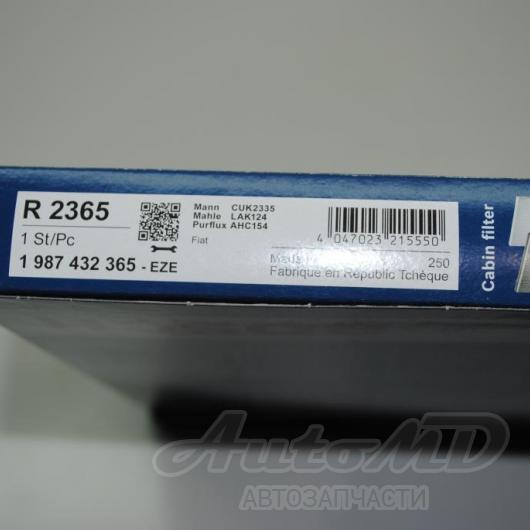 R 2365
1 St/Pc
1 987 432 365 - EZE
Mann CUK2335
Mahle LAK124
Purflux AHC154
Fiat
4 047023 215550
250
Fabrique en République Tchèque
Cabin filter
AutoMD
АВТОЗАПЧАСТИ